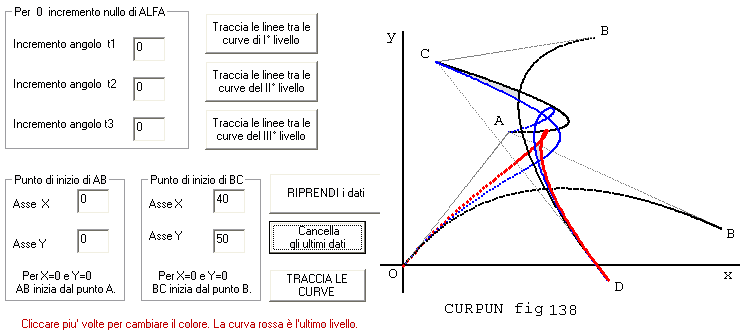 Per 0 incremento nullo di ALFA
Incremento angolo t1
0
Incremento angolo t2
0
Incremento angolo t3
0
Traccia le linee tra le
curve di I° livello
Traccia le linee tra le
curve del II° livello
Traccia le linee tra le
curve del III° livello
Punto di inizio di AB
Asse X
0
Asse Y
0
Per X=0 e Y=0
AB inizia dal punto A.
Punto di inizio di BC
Asse X
40
Asse Y
50
Per X=0 e Y=0
BC inizia dal punto B.
RIPRENDI i dati
Cancella
gli ultimi dati
TRACCIA LE
CURVE
Cliccare piu' volte per cambiare il colore. La curva rossa è l'ultimo livello.
y
B
C
A
B
O
x
D
CURPUN fig 138